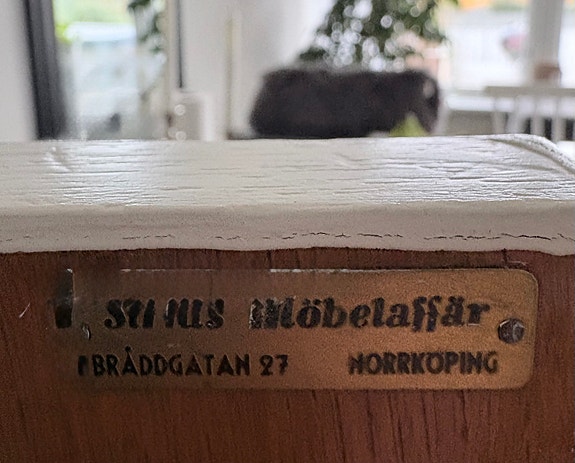 Möbelaffär
BRÅDDGATAN 27 NORRKÖPING